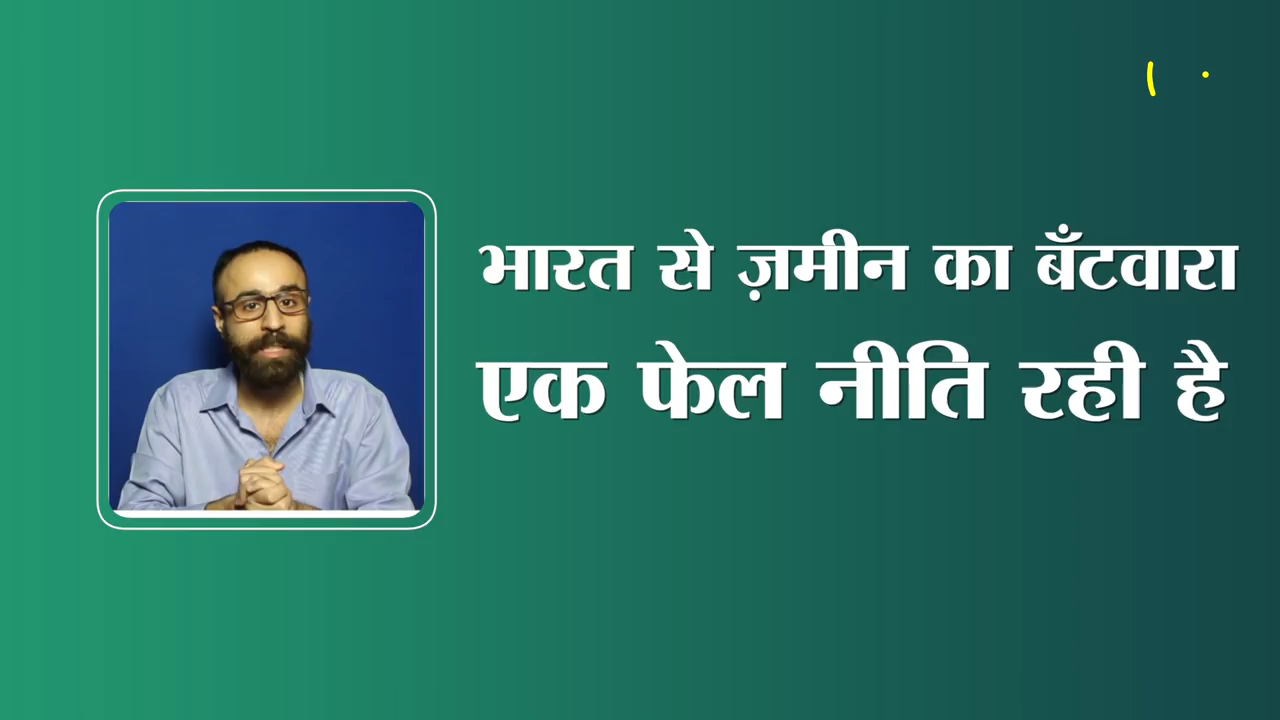 भारत से ज़मीन का बँटवारा
एक फेल नीति रही है